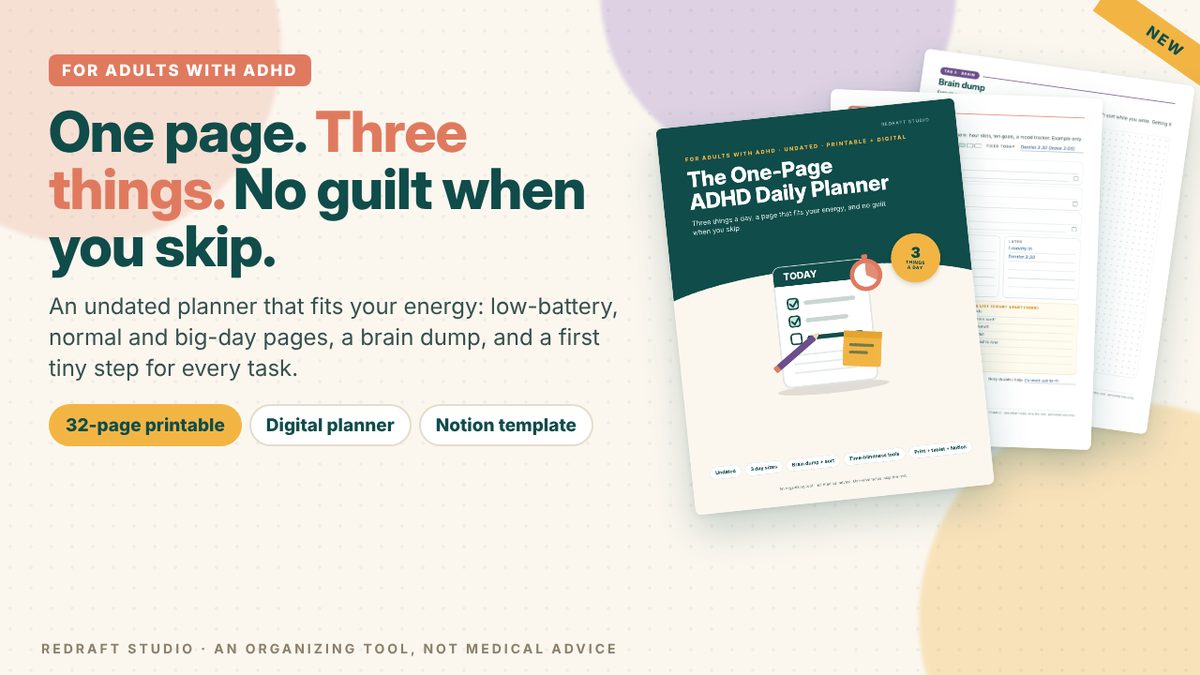 FOR ADULTS WITH ADHD
One page. Three
things. No guilt when
you skip.
An undated planner that fits your energy: low-battery,
normal and big-day pages, a brain dump, and a first
tiny step for every task.
32-page printable
Digital planner
Notion template
REDRAFT STUDIO · AN ORGANIZING TOOL, NOT MEDICAL ADVICE
NEW
REDRAFT STUDIO
FOR ADULTS WITH ADHD · UNDATED · PRINTABLE + DIGITAL
The One-Page
ADHD Daily Planner
Three things a day, a page that fits your energy, and no guilt
when you skip
3
THINGS
A DAY
TODAY
Undated
3 day sizes
Brain dump + sort
Time-blindness tools
Print + tablet + Notion
Brain dump
LATER